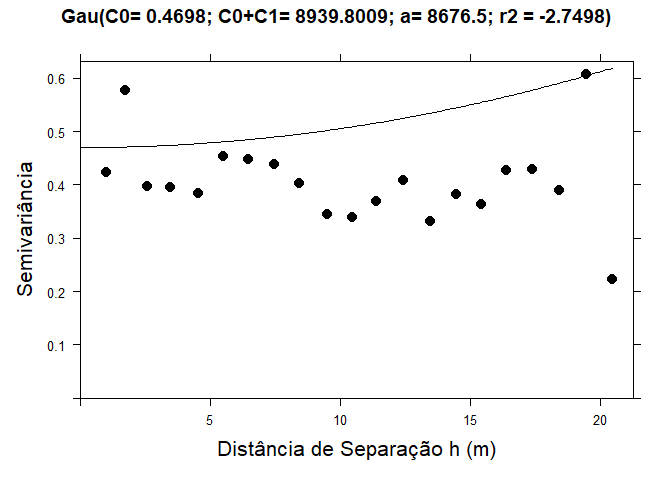 Gau(C0= 0.4698; C0+C1= 8939.8009; a= 8676.5; r2 = -2.7498)
Semivariância
0.6
0.5
0.4
0.3
0.2
0.1
5 10 15 20
Distância de Separação h (m)